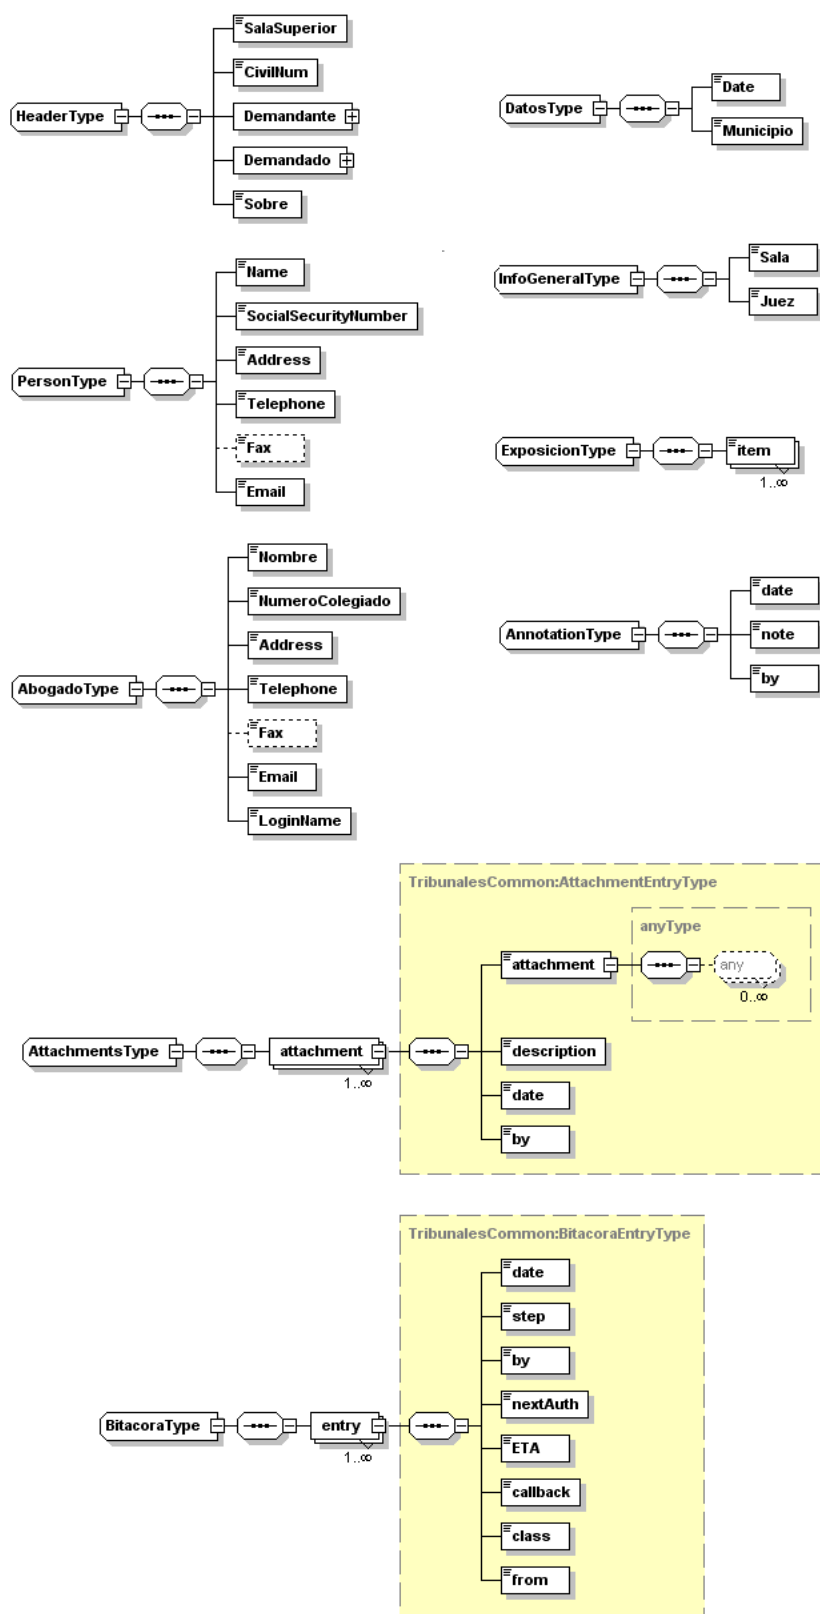 HeaderType
SalaSuperior
CivilNum
Demandante
Demandado
Sobre
DatosType
Date
Municipio
PersonType
Name
SocialSecurityNumber
Address
Telephone
Fax
Email
InfoGeneralType
Sala
Juez
ExposicionType
item
1..∞
AbogadoType
Nombre
NumeroColegiado
Address
Telephone
Fax
Email
LoginName
AnnotationType
date
note
by
TribunalesCommon:AttachmentEntryType
anyType
attachment
any
0..∞
AttachmentsType
attachment
1..∞
description
date
by
TribunalesCommon:BitacoraEntryType
date
step
by
nextAuth
BitacoraType
entry
1..∞
ETA
callback
class
from